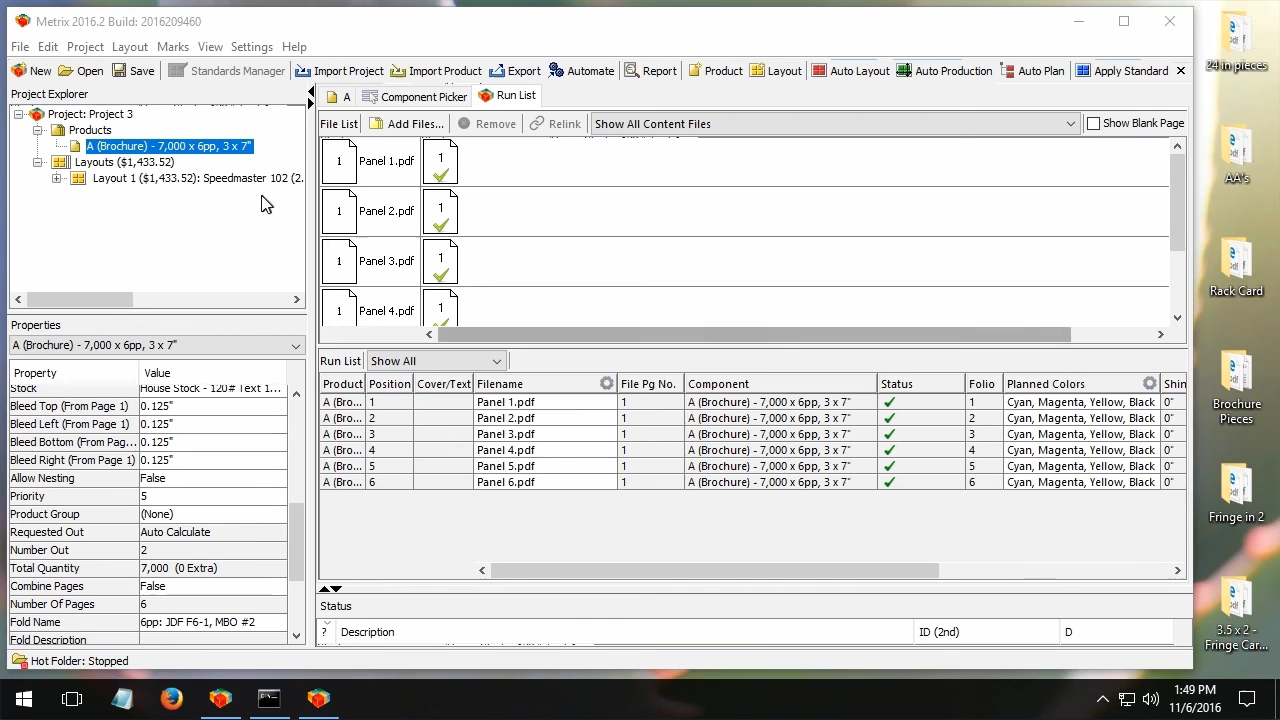 Metrix 2016.2 Build: 2016209460
File Edit Project Layout Marks View Settings Help
New Open Save Standards Manager Import Project Import Product Export Automate Report Product Layout Auto Layout Auto Production Auto Plan Apply Standard
Project Explorer
Project: Project 3
Products
A (Brochure) - 7,000 x 6pp, 3 x 7"
Layouts ($1,433.52)
Layout 1 ($1,433.52): Speedmaster 102 (2.
Properties
A (Brochure) - 7,000 x 6pp, 3 x 7"
Property Value
Stock House Stock - 120# Text 1...
Bleed Top (From Page 1) 0.125"
Bleed Left (From Page 1) 0.125"
Bleed Bottom (From Pag... 0.125"
Bleed Right (From Page 1) 0.125"
Allow Nesting False
Priority 5
Product Group (None)
Requested Out Auto Calculate
Number Out 2
Total Quantity 7,000 (0 Extra)
Combine Pages False
Number Of Pages 6
Fold Name 6pp: JDF F6-1, MBO #2
Fold Description
Hot Folder: Stopped
A Component Picker Run List
File List Add Files... Remove Relink Show All Content Files Show Blank Page
1 Panel 1.pdf 1
1 Panel 2.pdf 1
1 Panel 3.pdf 1
1 Panel 4.pdf 1
Run List Show All
Product Position Cover/Text Filename File Pg No. Component Status Folio Planned Colors Shin
A (Bro... 1 Panel 1.pdf 1 A (Brochure) - 7,000 x 6pp, 3 x 7" 1 Cyan, Magenta, Yellow, Black 0"
A (Bro... 2 Panel 2.pdf 1 A (Brochure) - 7,000 x 6pp, 3 x 7" 2 Cyan, Magenta, Yellow, Black 0"
A (Bro... 3 Panel 3.pdf 1 A (Brochure) - 7,000 x 6pp, 3 x 7" 3 Cyan, Magenta, Yellow, Black 0"
A (Bro... 4 Panel 4.pdf 1 A (Brochure) - 7,000 x 6pp, 3 x 7" 4 Cyan, Magenta, Yellow, Black 0"
A (Bro... 5 Panel 5.pdf 1 A (Brochure) - 7,000 x 6pp, 3 x 7" 5 Cyan, Magenta, Yellow, Black 0"
A (Bro... 6 Panel 6.pdf 1 A (Brochure) - 7,000 x 6pp, 3 x 7" 6 Cyan, Magenta, Yellow, Black 0"
Status
? Description ID (2nd) D
24 in pieces
AA's
Rack Card
Brochure
Pieces
Fringe in 2
3.5 x 2 -
Fringe Car...
1:49 PM
11/6/2016